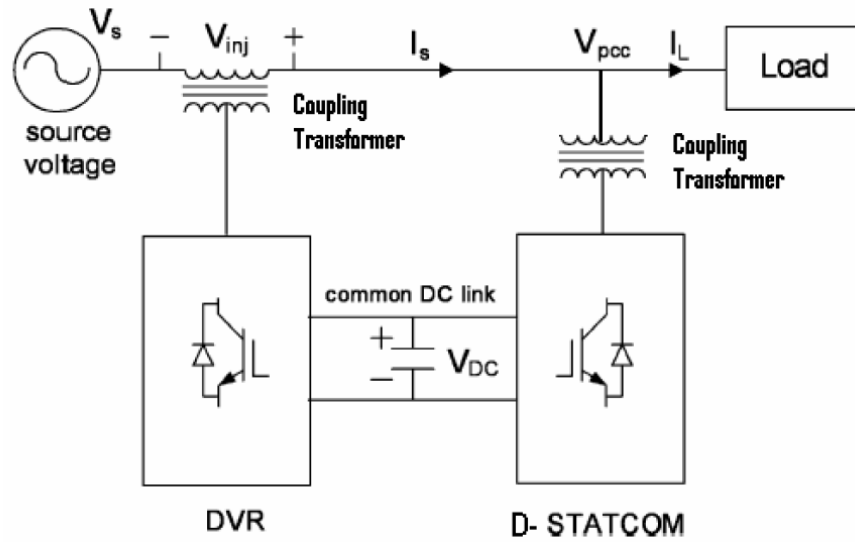 Vs
−
Vinj
+
Is
Vpcc
IL
Load
source
voltage
Coupling
Transformer
Coupling
Transformer
common DC link
+
VDC
−
DVR
D- STATCOM